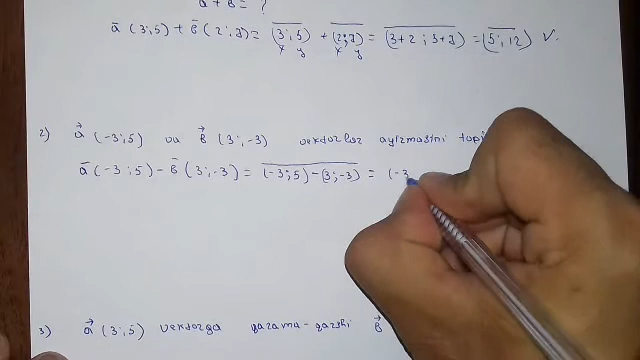 a + b = ?
a (3; 5) + b (2; 7) = (3; 5) + (2; 7) = (3+2; 5+7) = (5; 12) ✓.
x y x y
2) a (-3; 5) va b (3; -3) vektorlar ayirmasini topi
a (-3; 5) - b (3; -3) = (-3; 5) - (3; -3) = (-3
3) a (3; 5) vektorga qarama-qarshi b